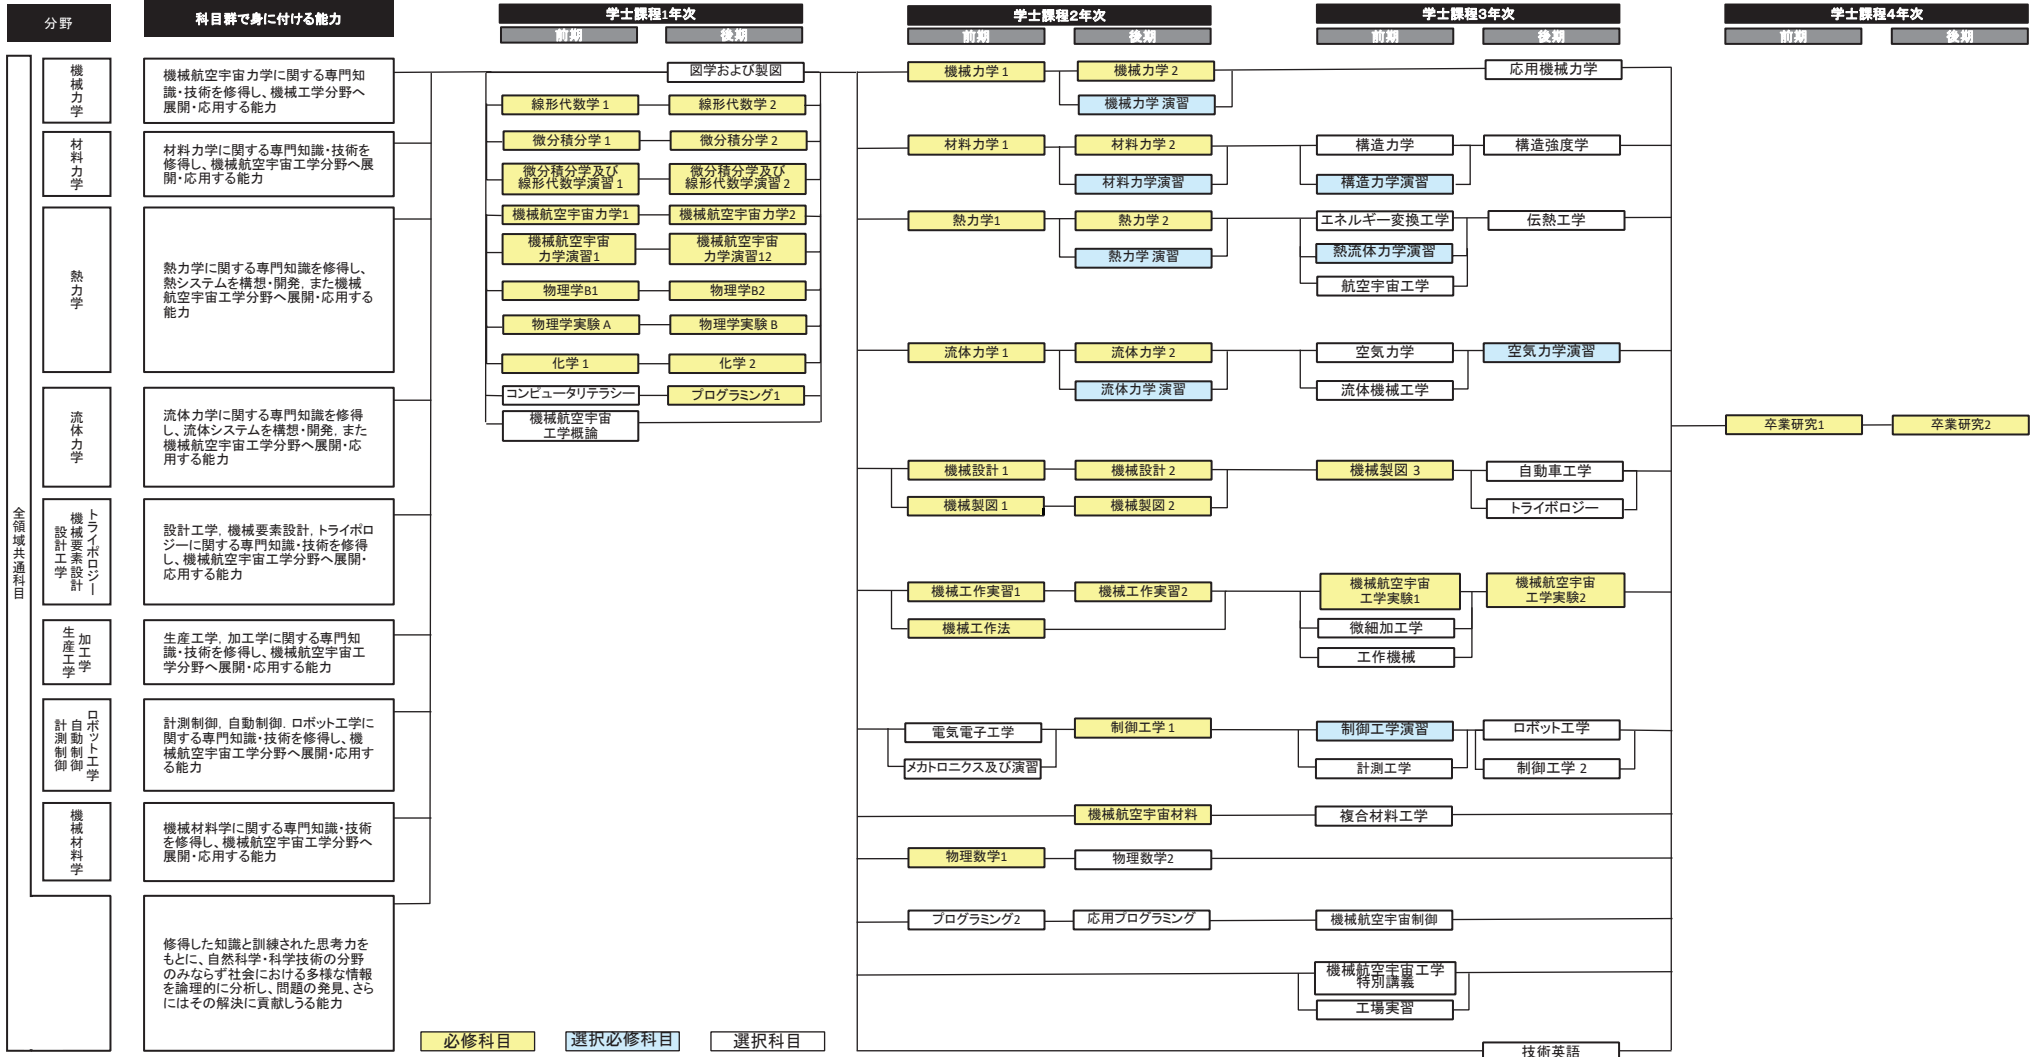 分野
科目群で身に付ける能力
学士課程1年次
前期
後期
学士課程2年次
前期
後期
学士課程3年次
前期
後期
学士課程4年次
前期
後期
全領域共通科目
機械力学
機械航空宇宙力学に関する専門知
識・技術を修得し、機械工学分野へ
展開・応用する能力
材料力学
材料力学に関する専門知識・技術を
修得し、機械航空宇宙工学分野へ展
開・応用する能力
熱力学
熱力学に関する専門知識を修得し、
熱システムを構想・開発, また機械
航空宇宙工学分野へ展開・応用する
能力
流体力学
流体力学に関する専門知識を修得
し、流体システムを構想・開発, また
機械航空宇宙工学分野へ展開・応
用する能力
トライボロジー
機械要素設計
設計工学
設計工学, 機械要素設計, トライボロ
ジーに関する専門知識・技術を修得
し、機械航空宇宙工学分野へ展開・
応用する能力
加工学
生産工学
生産工学, 加工学に関する専門知
識・技術を修得し、機械航空宇宙工
学分野へ展開・応用する能力
ロボット工学
自動制御
計測制御
計測制御, 自動制御, ロボット工学に
関する専門知識・技術を修得し、機
械航空宇宙工学分野へ展開・応用す
る能力
機械材料学
機械材料学に関する専門知識・技術
を修得し、機械航空宇宙工学分野へ
展開・応用する能力
修得した知識と訓練された思考力を
もとに、自然科学・科学技術の分野
のみならず社会における多様な情報
を論理的に分析し、問題の発見、さら
にはその解決に貢献しうる能力
図学および製図
線形代数学 1
線形代数学 2
微分積分学 1
微分積分学 2
微分積分学及び
線形代数学演習 1
微分積分学及び
線形代数学演習 2
機械航空宇宙力学1
機械航空宇宙力学2
機械航空宇宙
力学演習1
機械航空宇宙
力学演習12
物理学B1
物理学B2
物理学実験 A
物理学実験 B
化学 1
化学 2
コンピュータリテラシー
プログラミング1
機械航空宇宙
工学概論
機械力学 1
機械力学 2
機械力学 演習
応用機械力学
材料力学 1
材料力学 2
材料力学演習
構造力学
構造力学演習
構造強度学
熱力学1
熱力学 2
熱力学 演習
エネルギー変換工学
熱流体力学演習
航空宇宙工学
伝熱工学
流体力学 1
流体力学 2
流体力学 演習
空気力学
流体機械工学
空気力学演習
機械設計 1
機械設計 2
機械製図 1
機械製図 2
機械製図 3
自動車工学
トライボロジー
機械工作実習1
機械工作実習2
機械工作法
機械航空宇宙
工学実験1
微細加工学
工作機械
機械航空宇宙
工学実験2
電気電子工学
メカトロニクス及び演習
制御工学 1
制御工学演習
計測工学
ロボット工学
制御工学 2
機械航空宇宙材料
複合材料工学
物理数学1
物理数学2
プログラミング2
応用プログラミング
機械航空宇宙制御
機械航空宇宙工学
特別講義
工場実習
技術英語
卒業研究1
卒業研究2
必修科目
選択必修科目
選択科目